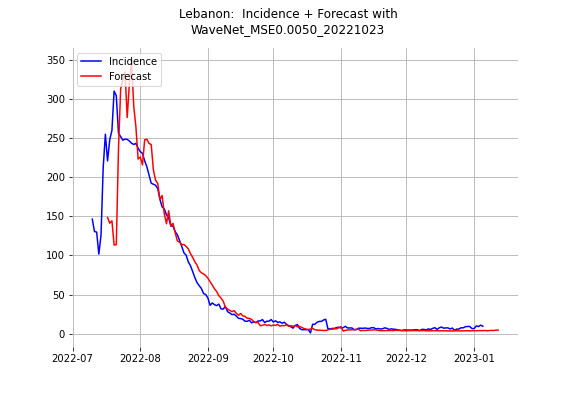 Lebanon:  Incidence + Forecast with
WaveNet_MSE0.0050_20221023
Incidence
Forecast
350
300
250
200
150
100
50
0
2022-07 2022-08 2022-09 2022-10 2022-11 2022-12 2023-01